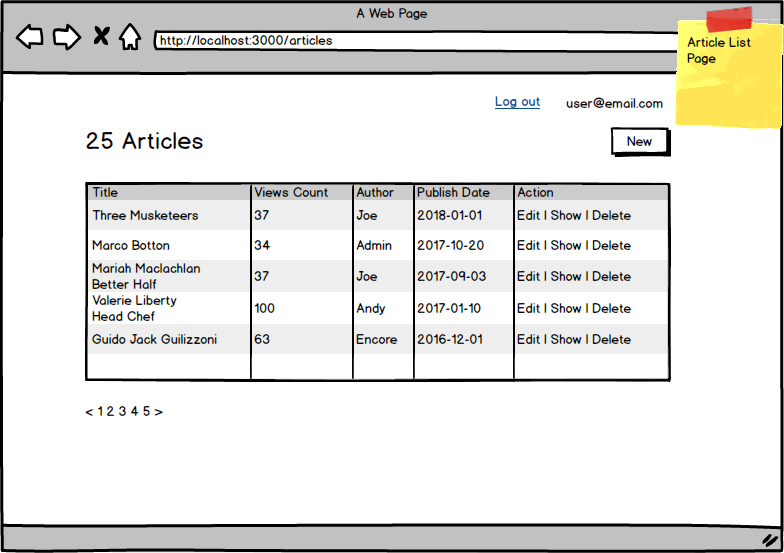 A Web Page
http://localhost:3000/articles
Article List
Page
Log out user@email.com
25 Articles
New
Title Views Count Author Publish Date Action
Three Musketeers 37 Joe 2018-01-01 Edit | Show | Delete
Marco Botton 34 Admin 2017-10-20 Edit | Show | Delete
Mariah Maclachlan
Better Half 37 Joe 2017-09-03 Edit | Show | Delete
Valerie Liberty
Head Chef 100 Andy 2017-01-10 Edit | Show | Delete
Guido Jack Guilizzoni 63 Encore 2016-12-01 Edit | Show | Delete
< 1 2 3 4 5 >